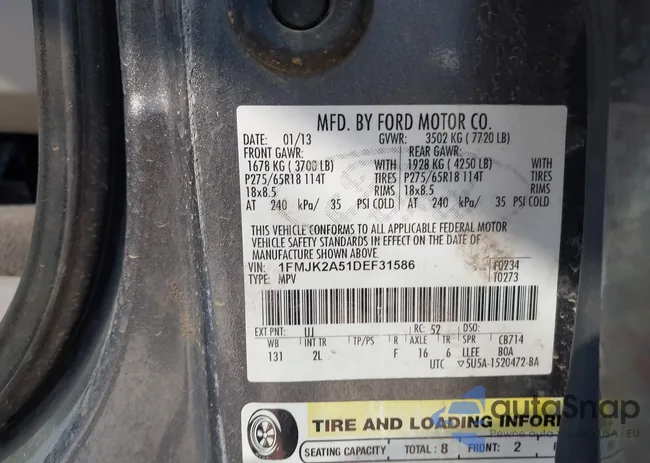 MFD. BY FORD MOTOR CO.
DATE: 01/13 GVWR: 3502 KG ( 7720 LB)
FRONT GAWR: REAR GAWR:
1678 KG ( 3700 LB) WITH 1928 KG ( 4250 LB) WITH
P275/65R18 114T TIRES P275/65R18 114T TIRES
18x8.5 RIMS 18x8.5 RIMS
AT 240 kPa/ 35 PSI COLD AT 240 kPa/ 35 PSI COLD
THIS VEHICLE CONFORMS TO ALL APPLICABLE FEDERAL MOTOR
VEHICLE SAFETY STANDARDS IN EFFECT ON THE DATE OF
MANUFACTURE SHOWN ABOVE.
VIN: 1FMJK2A51DEF31586 F0234
TYPE: MPV T0273
EXT PNT: UJ RC: 52 DSO:
WB INT TR TP/PS R AXLE TR SPR CB714
131 2L F 16 6 LLEE BOA
UTC ▽5U5A-1520472-BA
TIRE AND LOADING INFORM
SEATING CAPACITY TOTAL: 8 FRONT: 2
autoSnap